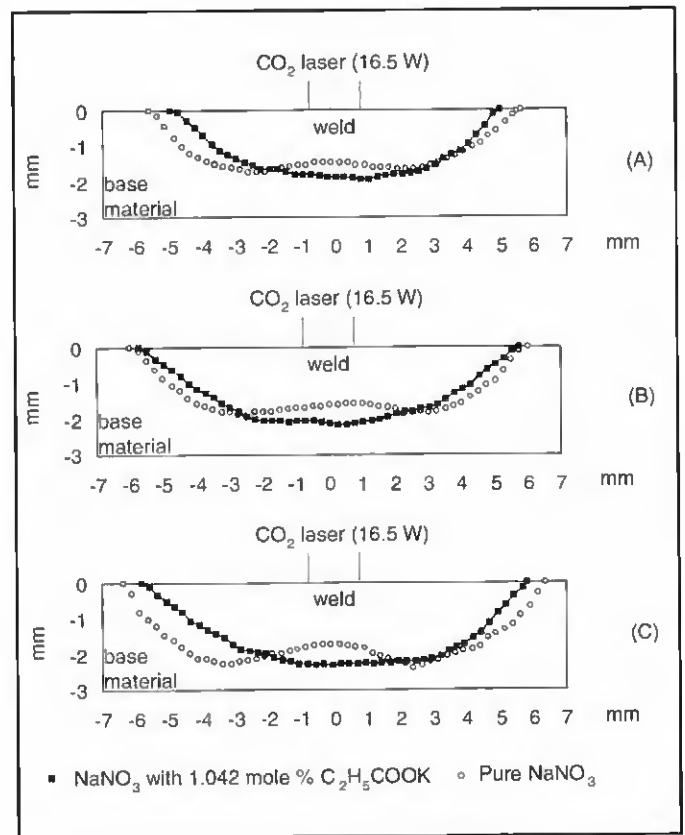 CO₂ laser (16.5 W)
0
weld
-1
mm
(A)
-2
base
material
-3
-7 -6 -5 -4 -3 -2 -1 0 1 2 3 4 5 6 7 mm
CO₂ laser (16.5 W)
0
weld
-1
mm
(B)
-2
base
material
-3
-7 -6 -5 -4 -3 -2 -1 0 1 2 3 4 5 6 7 mm
CO₂ laser (16.5 W)
0
weld
-1
mm
(C)
-2
base
material
-3
-7 -6 -5 -4 -3 -2 -1 0 1 2 3 4 5 6 7 mm
NaNO₃ with 1.042 mole % C₂H₅COOK Pure NaNO₃